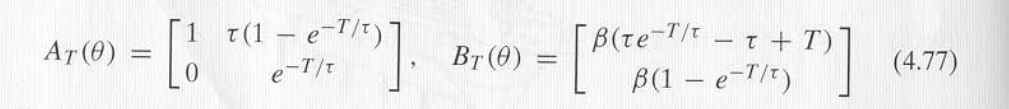 A_T(θ) = [1 τ(1 − e^{−T/τ}) 0 e^{−T/τ}], B_T(θ) = [β(τe^{−T/τ} − τ + T) β(1 − e^{−T/τ})] (4.77)